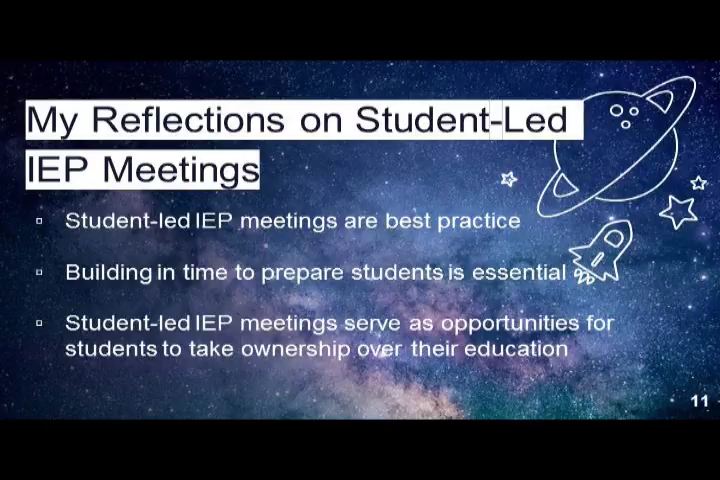 My Reflections on Student-Led
IEP Meetings
Student-led IEP meetings are best practice
Building in time to prepare students is essential
Student-led IEP meetings serve as opportunities for
students to take ownership over their education
11